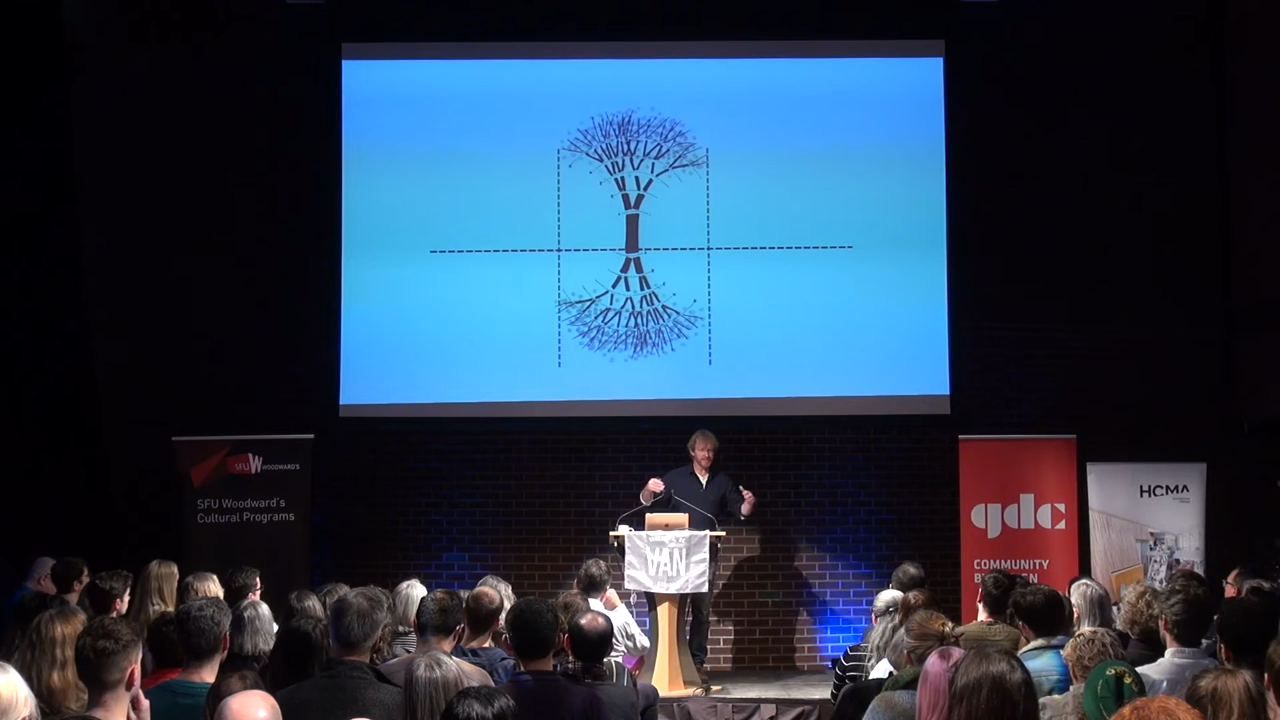 SFU W WOODWARD'S
SFU Woodward's
Cultural Programs
VAN
gdc
COMMUNITY
HCMA